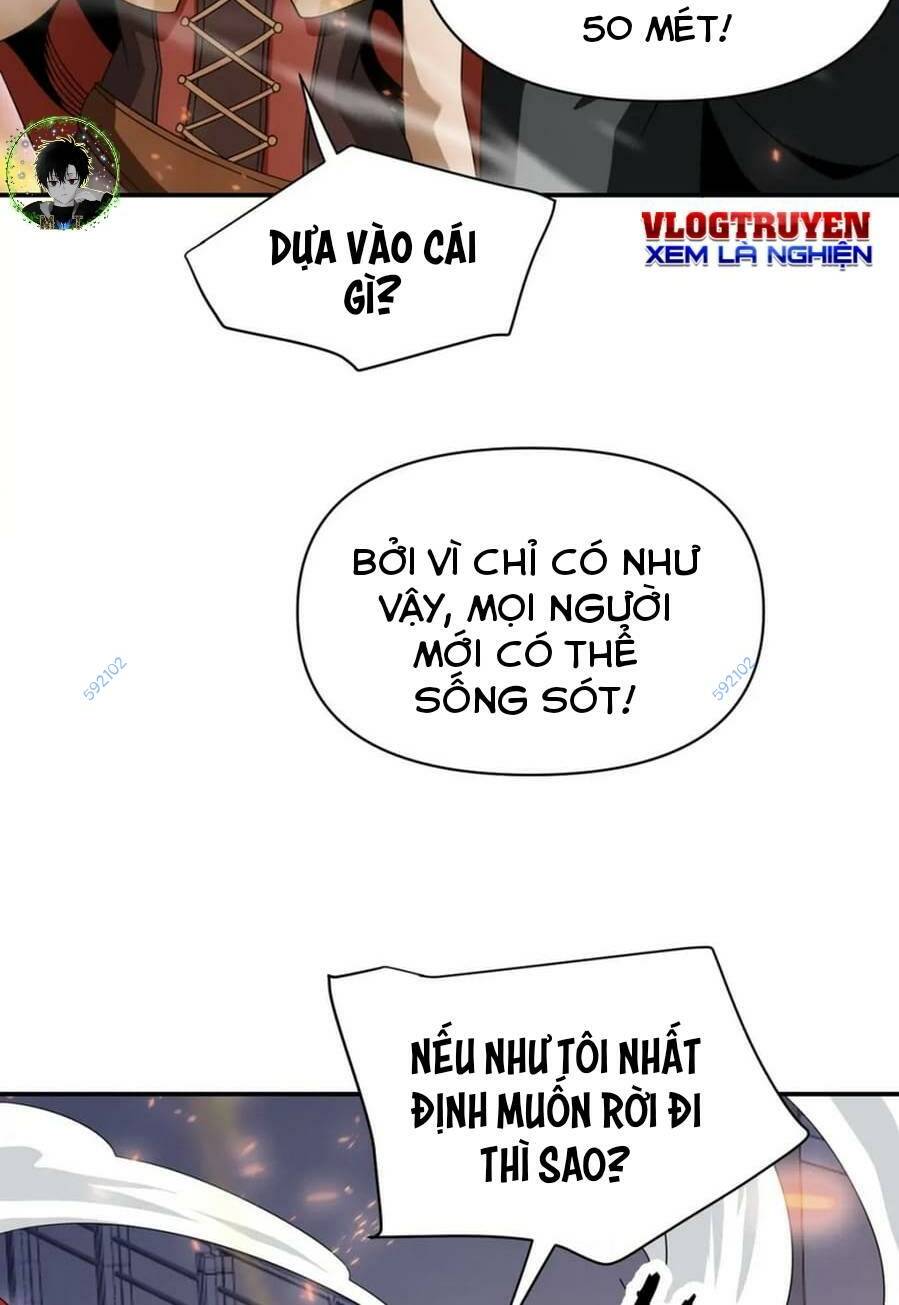 50 MÉT!
VLOGTRUYEN
XEM LÀ NGHIỆN
DỰA VÀO CÁI
GÌ?
BỞI VÌ CHỈ CÓ NHƯ
VẬY, MỌI NGƯỜI
MỚI CÓ THỂ
SỐNG SÓT!
592102
592102
NẾU NHƯ TÔI NHẤT
ĐỊNH MUỐN RỜI ĐI
THÌ SAO?